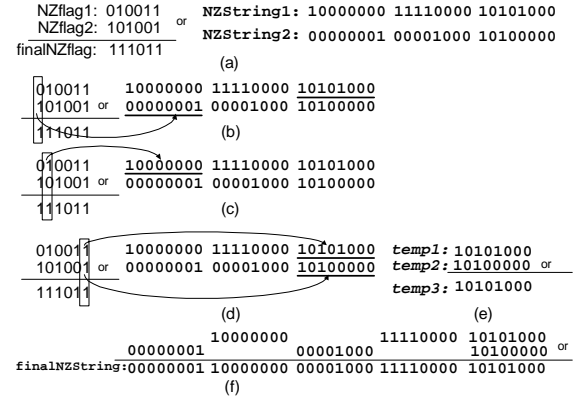 NZflag1: 010011 or NZString1: 10000000 11110000 10101000
NZflag2: 101001 NZString2: 00000001 00001000 10100000
finalNZflag: 111011
(a)
010011 10000000 11110000 10101000
101001 or 00000001 00001000 10100000
111011
(b)
010011 10000000 11110000 10101000
101001 or 00000001 00001000 10100000
111011
(c)
010011 10000000 11110000 10101000 temp1: 10101000
101001 or 00000001 00001000 10100000 temp2: 10100000 or
111011 temp3: 10101000
(d) (e)
10000000 11110000 10101000
00000001 00001000 10100000 or
finalNZString: 00000001 10000000 00001000 11110000 10101000
(f)